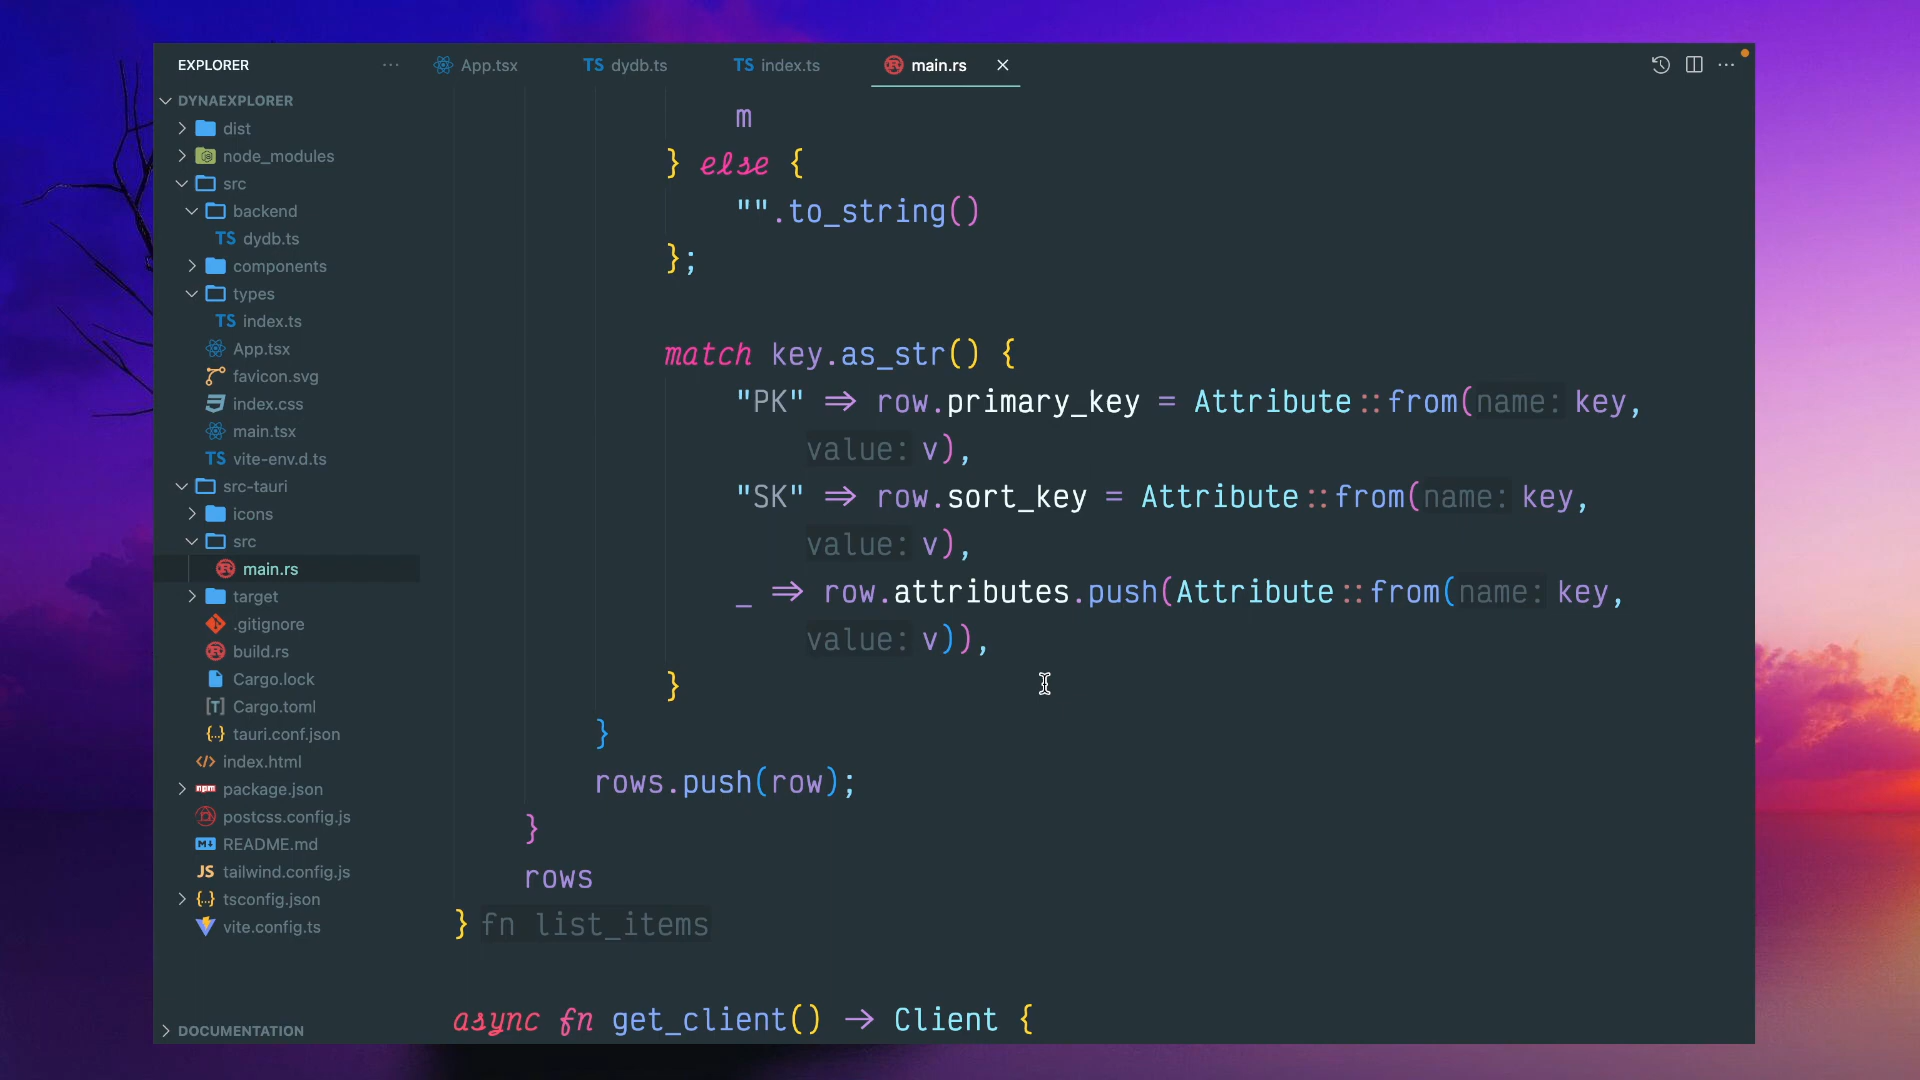 EXPLORER
App.tsx
TS dydb.ts
TS index.ts
main.rs
DYNAEXPLORER
dist
node_modules
src
backend
TS dydb.ts
components
types
TS index.ts
App.tsx
favicon.svg
index.css
main.tsx
TS vite-env.d.ts
src-tauri
icons
src
main.rs
target
.gitignore
build.rs
Cargo.lock
[T] Cargo.toml
{..} tauri.conf.json
</> index.html
npm package.json
postcss.config.js
M↓ README.md
JS tailwind.config.js
{..} tsconfig.json
vite.config.ts
DOCUMENTATION
m
} else {
"".to_string()
};
match key.as_str() {
"PK" => row.primary_key = Attribute::from(name: key,
value: v),
"SK" => row.sort_key = Attribute::from(name: key,
value: v),
_ => row.attributes.push(Attribute::from(name: key,
value: v)),
}
}
rows.push(row);
}
rows
} fn list_items
async fn get_client() -> Client {